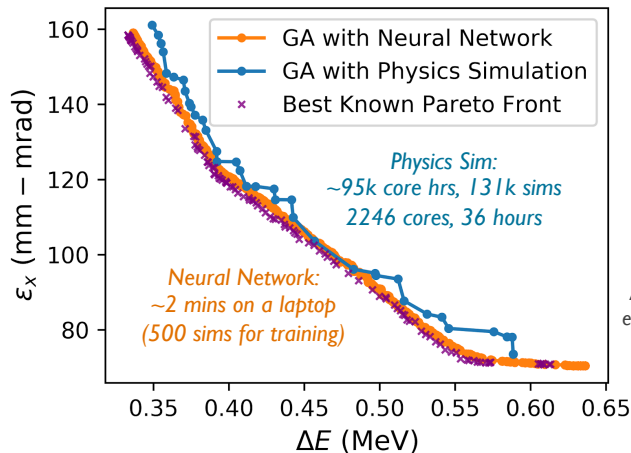 160
140
120
100
80
εₓ (mm − mrad)
GA with Neural Network
GA with Physics Simulation
Best Known Pareto Front
Physics Sim:
~95k core hrs, 131k sims
2246 cores, 36 hours
Neural Network:
~2 mins on a laptop
(500 sims for training)
e
0.35 0.40 0.45 0.50 0.55 0.60 0.65
ΔE (MeV)